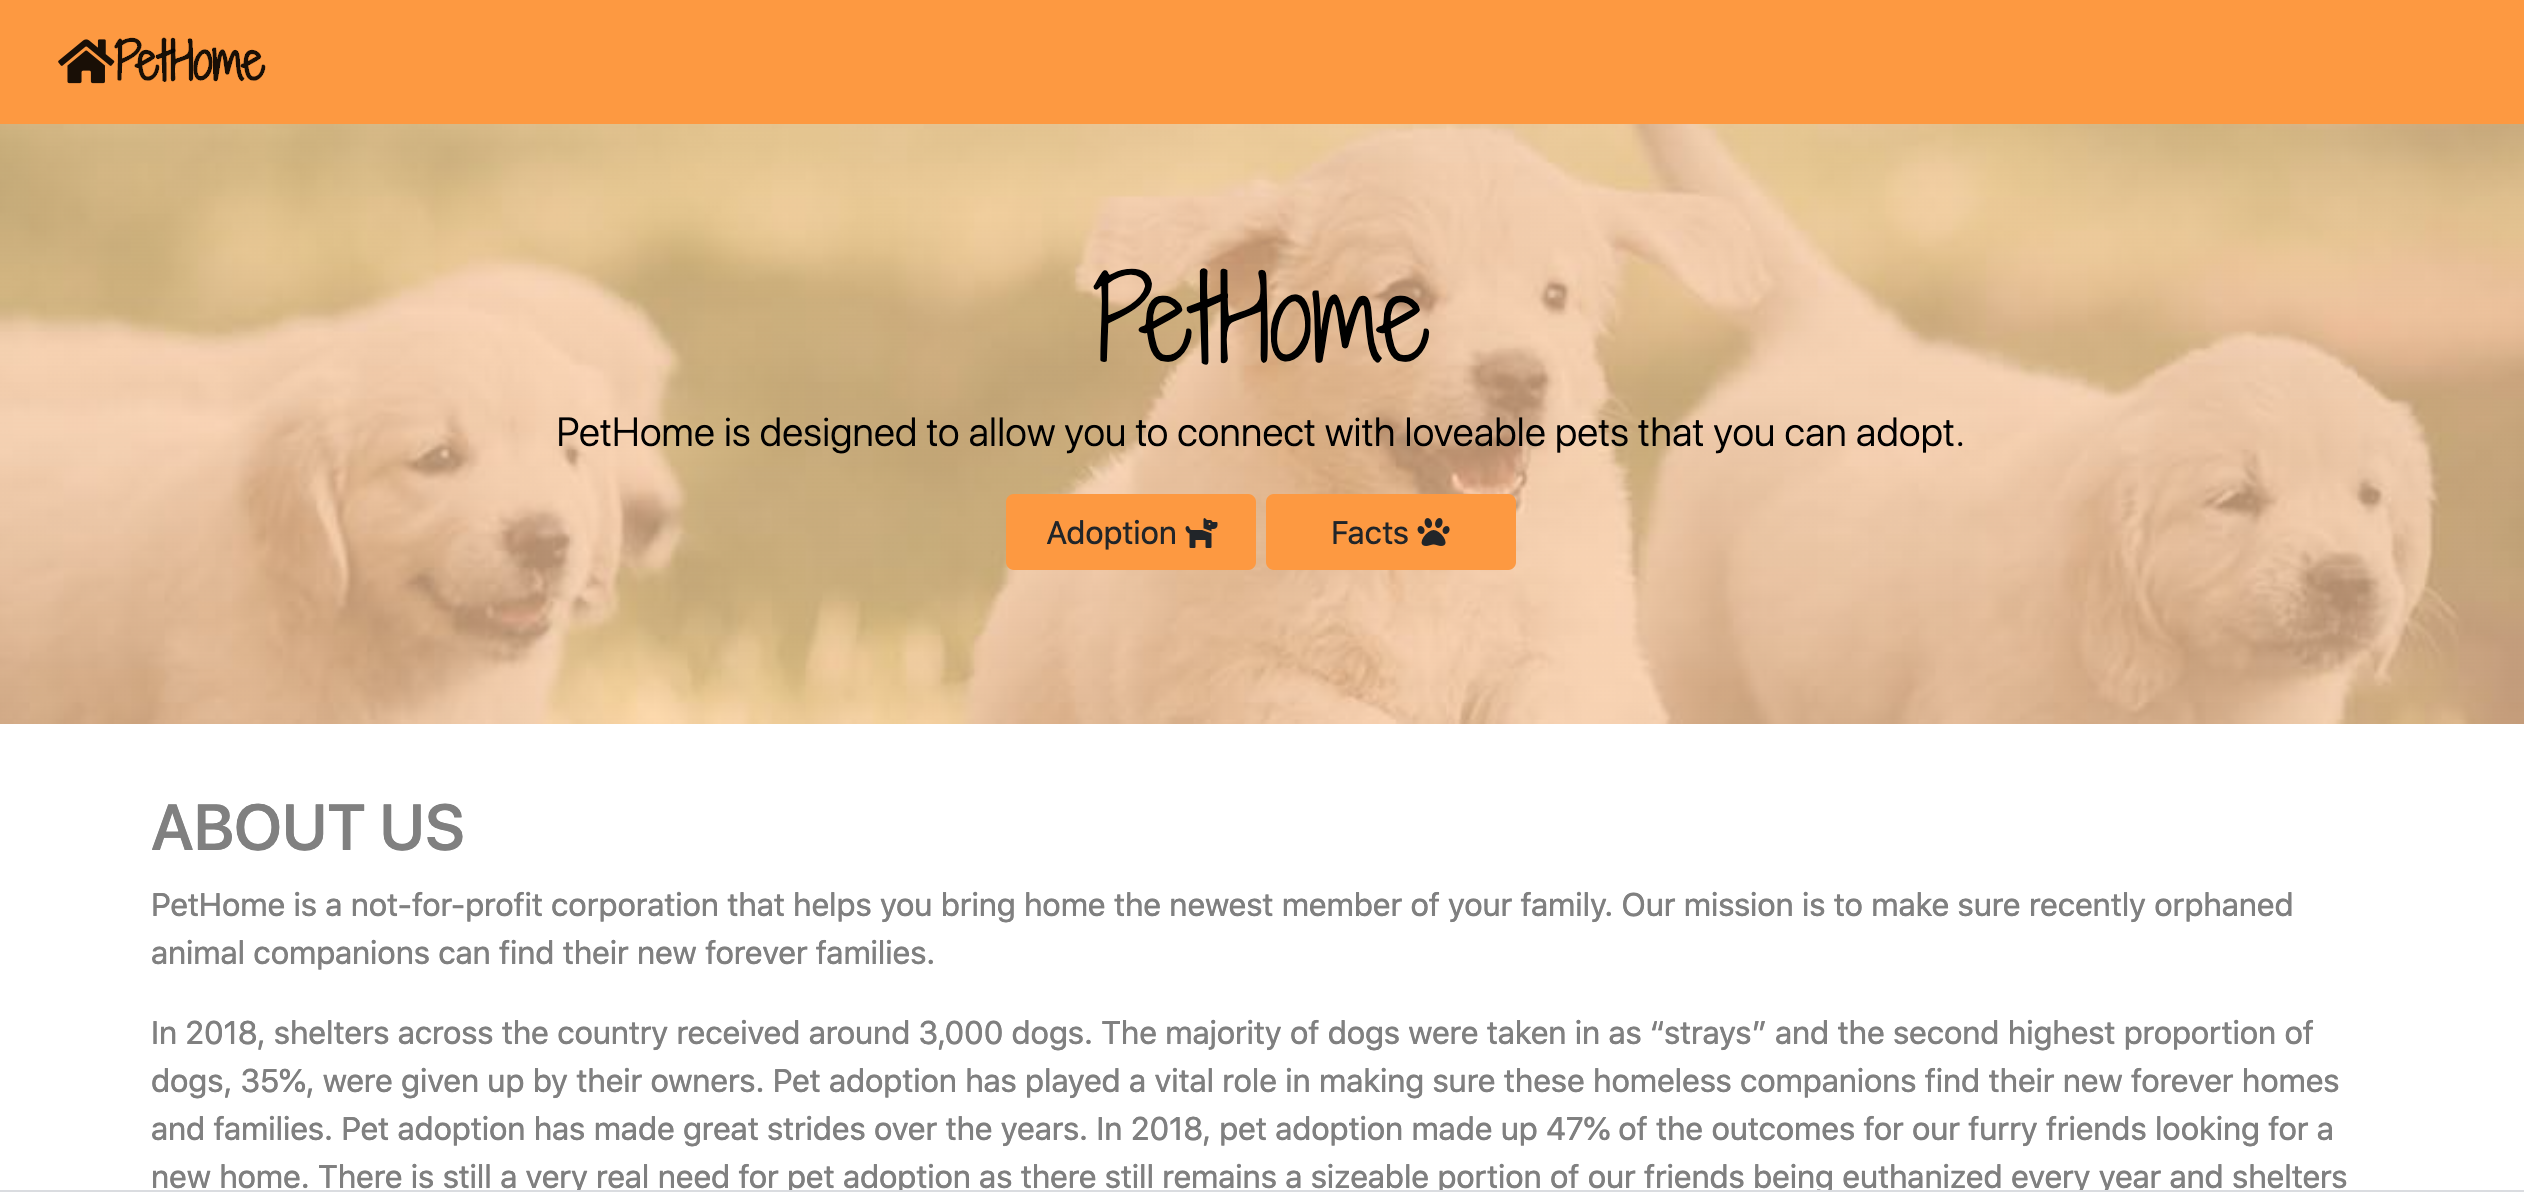 PetHome
PetHome
PetHome is designed to allow you to connect with loveable pets that you can adopt.
Adoption
Facts
ABOUT US
PetHome is a not-for-profit corporation that helps you bring home the newest member of your family. Our mission is to make sure recently orphaned
animal companions can find their new forever families.
In 2018, shelters across the country received around 3,000 dogs. The majority of dogs were taken in as “strays” and the second highest proportion of
dogs, 35%, were given up by their owners. Pet adoption has played a vital role in making sure these homeless companions find their new forever homes
and families. Pet adoption has made great strides over the years. In 2018, pet adoption made up 47% of the outcomes for our furry friends looking for a
new home. There is still a very real need for pet adoption as there still remains a sizeable portion of our friends being euthanized every year and shelters